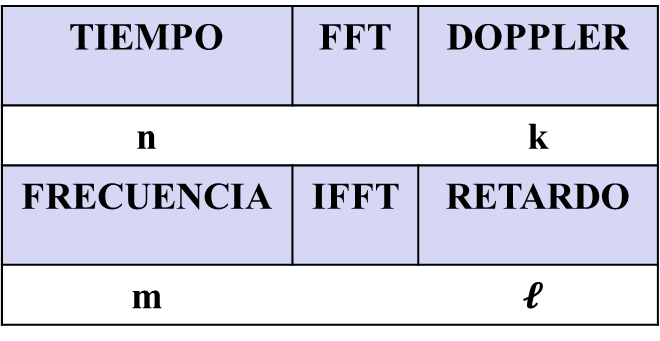 TIEMPO FFT DOPPLER
n k
FRECUENCIA IFFT RETARDO
m ℓ